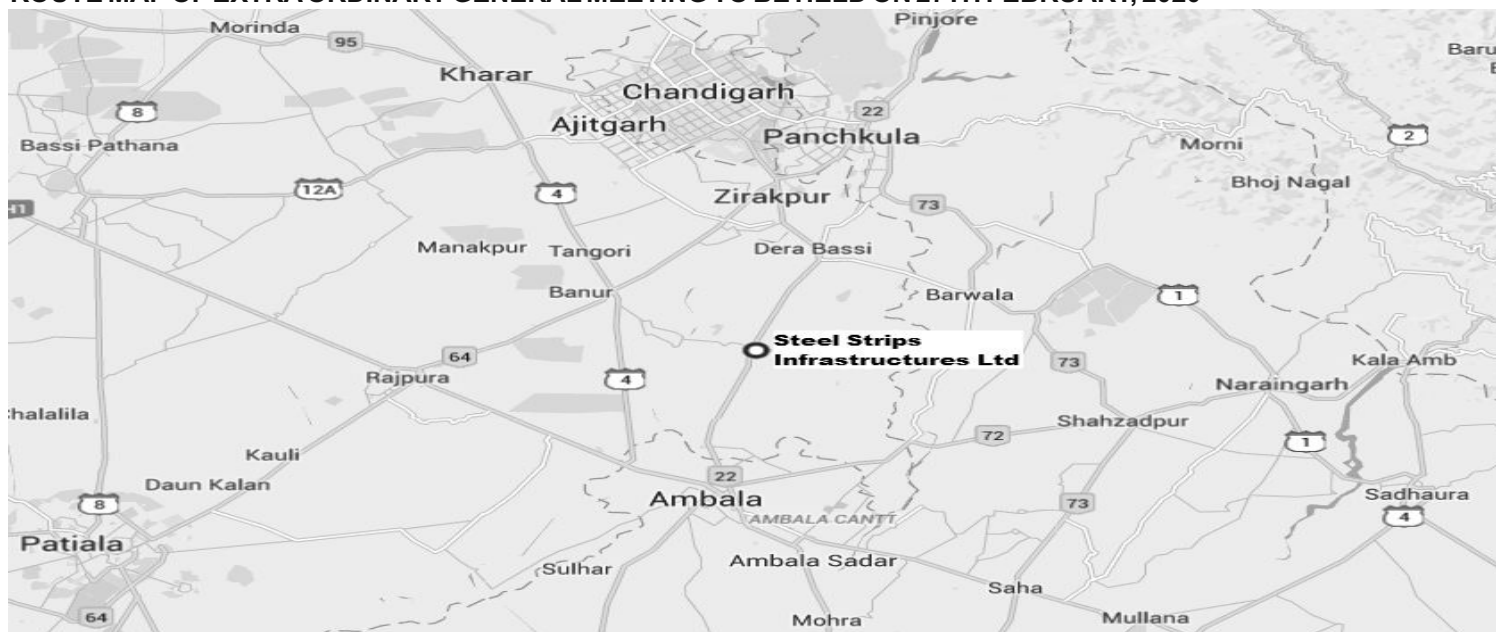 Pinjore
Morinda
95
Kharar
Chandigarh
22
8
Ajitgarh
Panchkula
2
Bassi Pathana
Morni
12A
4
Zirakpur
Bhoj Nagal
73
Manakpur
Tangori
Dera Bassi
Banur
Barwala
1
Steel Strips
Infrastructures Ltd
64
73
Kala Amb
Rajpura
4
Naraingarh
Shahzadpur
72
1
Kauli
22
Daun Kalan
8
Ambala
73
Sadhaura
AMBALA CANTT
4
Patiala
Sulhar
Ambala Sadar
Saha
64
Mohra
Mullana